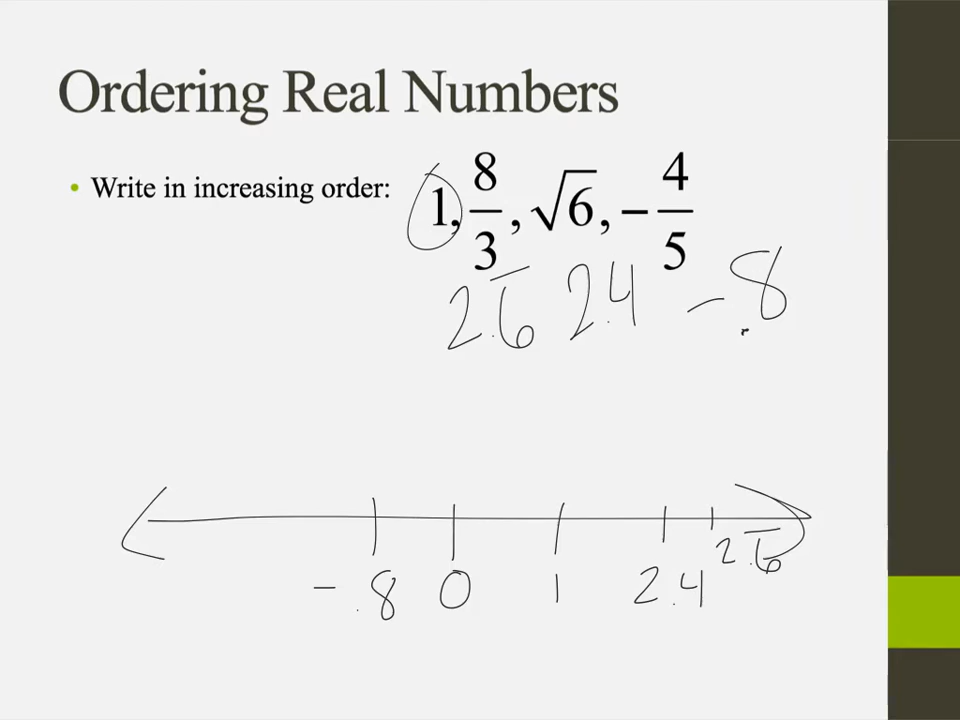 Ordering Real Numbers
• Write in increasing order: 1, 8/3, √6, −4/5
2.6̅ 2.4 −.8
−.8 0 1 2.4 2.6̅